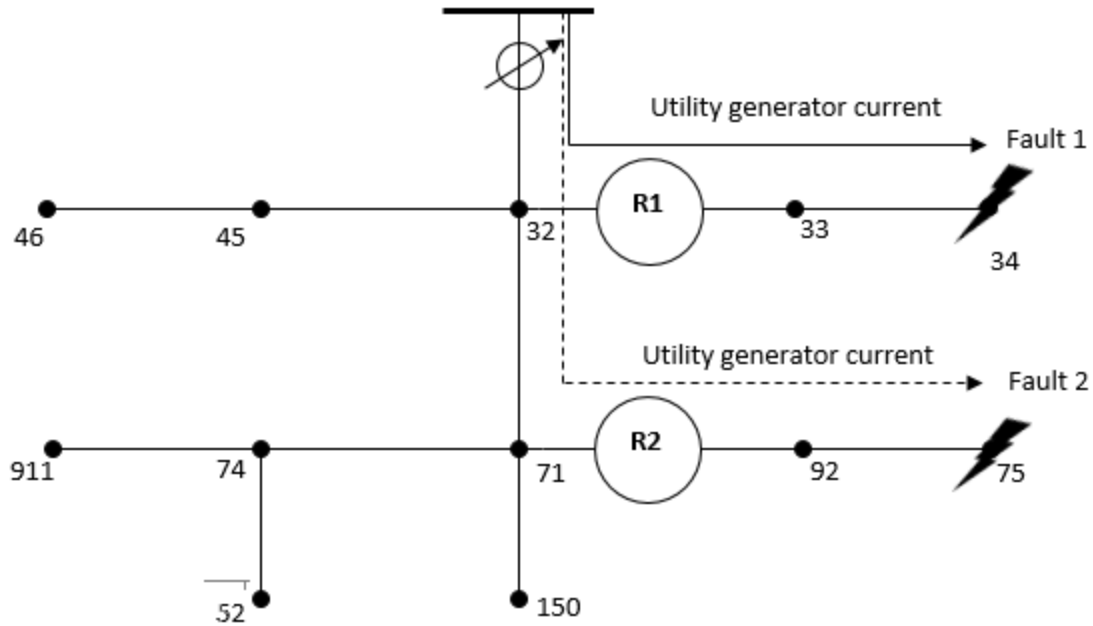 Utility generator current
Fault 1
R1
46
45
32
33
34
Utility generator current
Fault 2
R2
911
74
71
92
75
52
150